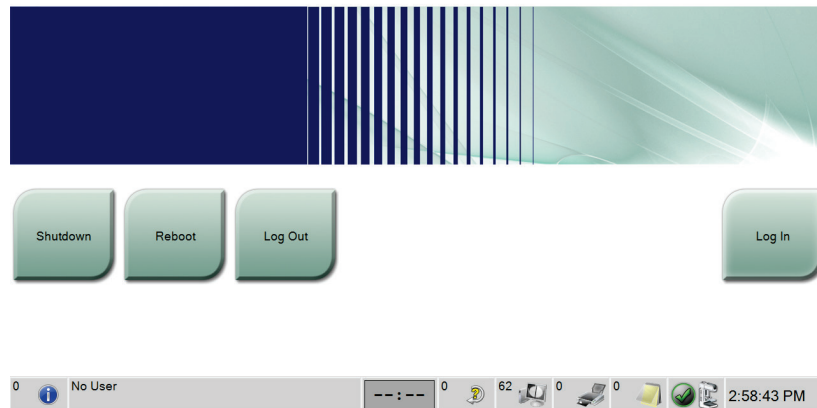 Shutdown
Reboot
Log Out
Log In
0
No User
--:--
0
62
0
0
2:58:43 PM